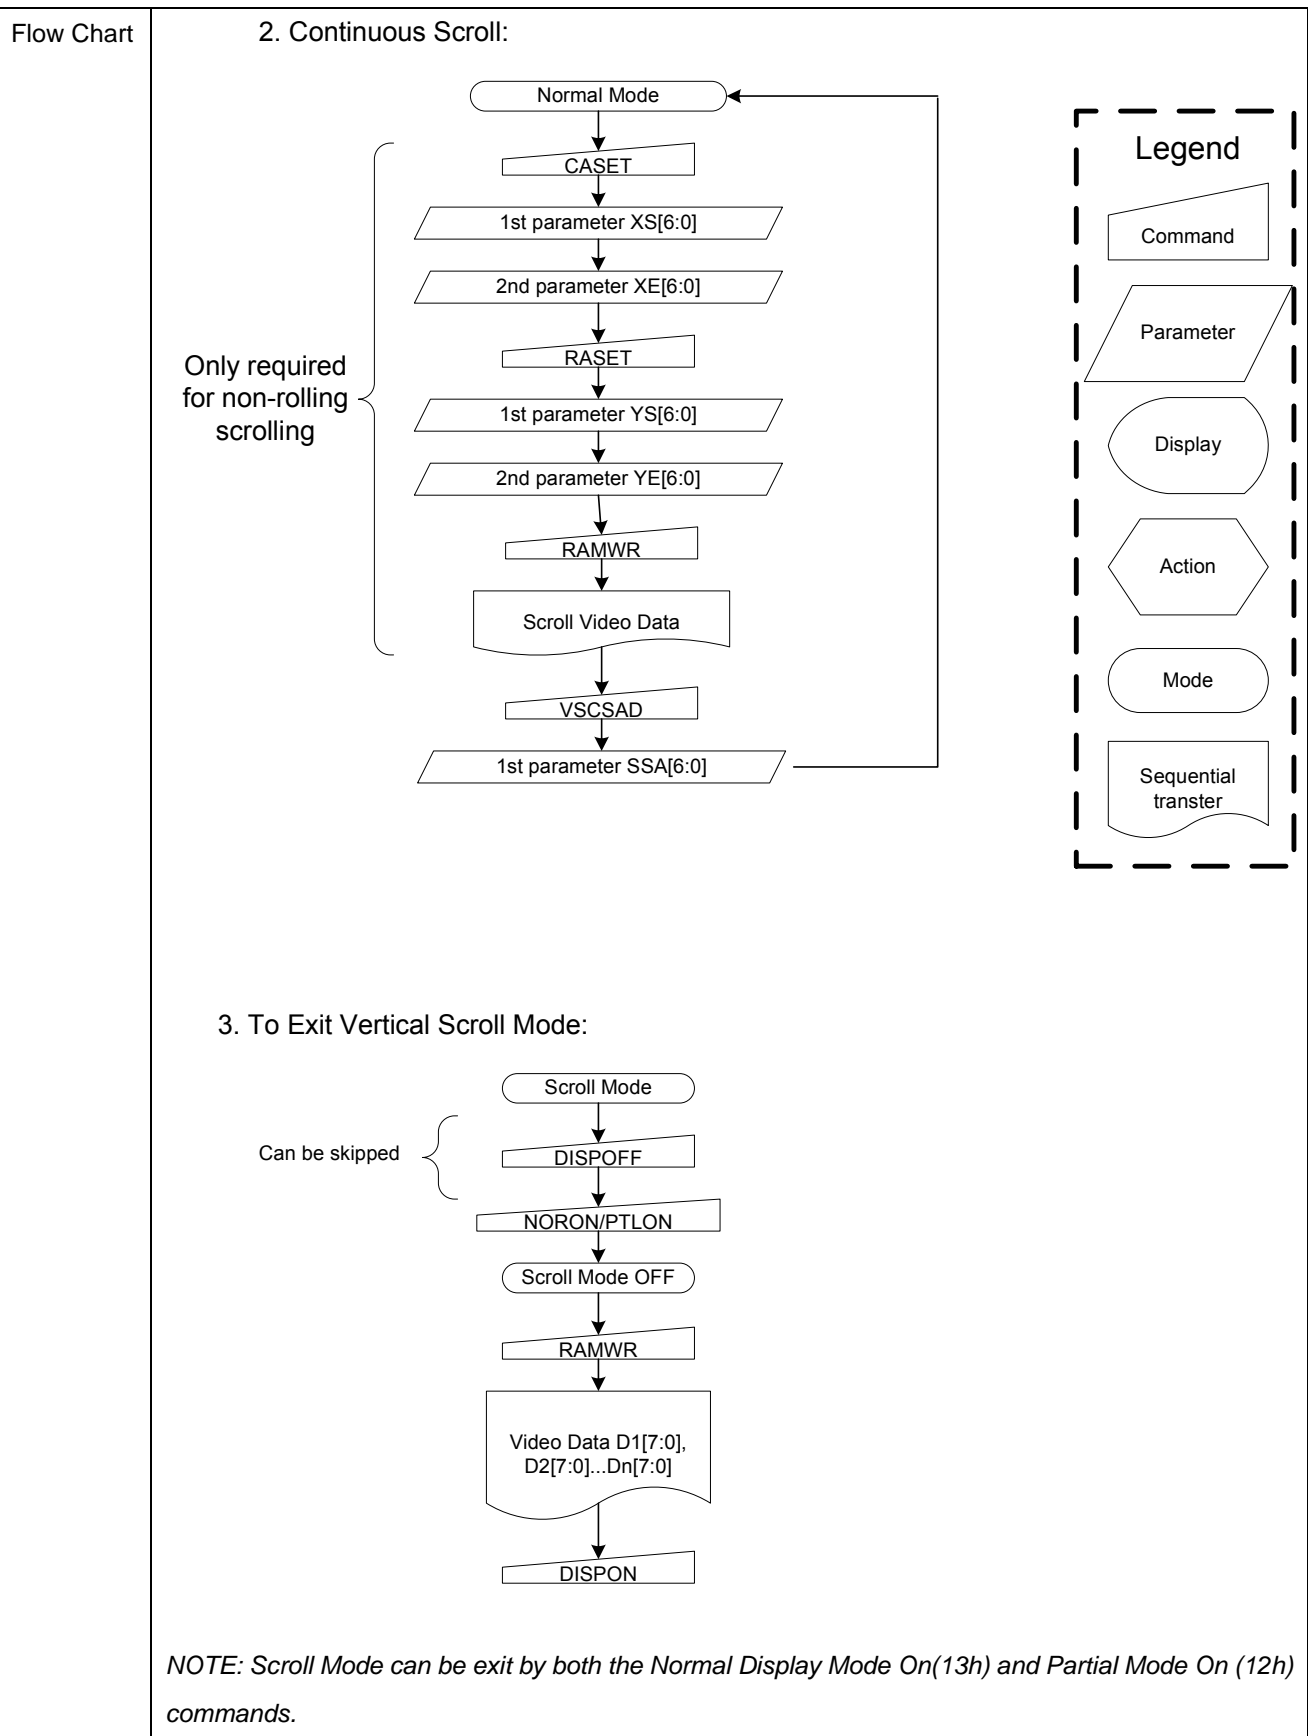 Flow Chart
2. Continuous Scroll:
Normal Mode
CASET
1st parameter XS[6:0]
2nd parameter XE[6:0]
RASET
1st parameter YS[6:0]
2nd parameter YE[6:0]
RAMWR
Scroll Video Data
VSCSAD
1st parameter SSA[6:0]
Only required
for non-rolling
scrolling
Legend
Command
Parameter
Display
Action
Mode
Sequential
transter
3. To Exit Vertical Scroll Mode:
Scroll Mode
Can be skipped
DISPOFF
NORON/PTLON
Scroll Mode OFF
RAMWR
Video Data D1[7:0],
D2[7:0]...Dn[7:0]
DISPON
NOTE: Scroll Mode can be exit by both the Normal Display Mode On(13h) and Partial Mode On (12h)
commands.